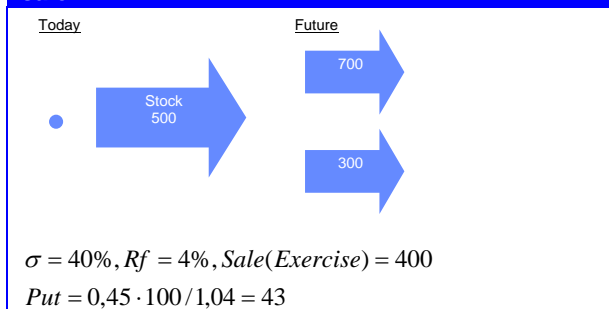 Today
Future
Stock
500
700
300
σ = 40%, Rf = 4%, Sale(Exercise) = 400
Put = 0,45 · 100 / 1,04 = 43